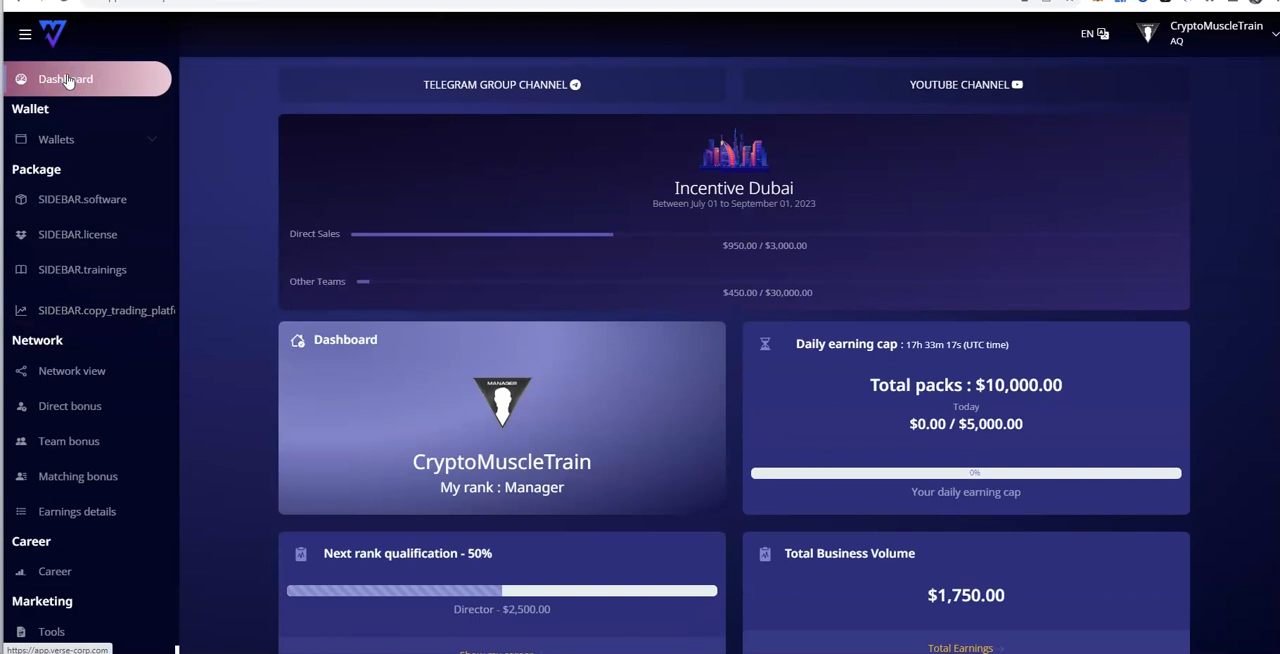 EN
CryptoMuscleTrain
AQ
Dashboard
Wallet
Wallets
Package
SIDEBAR.software
SIDEBAR.license
SIDEBAR.trainings
SIDEBAR.copy_trading_platf
Network
Network view
Direct bonus
Team bonus
Matching bonus
Earnings details
Career
Career
Marketing
Tools
https://app.verse-corp.com
TELEGRAM GROUP CHANNEL
YOUTUBE CHANNEL
Incentive Dubai
Between July 01 to September 01, 2023
Direct Sales
$950.00 / $3,000.00
Other Teams
$450.00 / $30,000.00
Dashboard
MANAGER
CryptoMuscleTrain
My rank : Manager
Daily earning cap : 17h 33m 17s (UTC time)
Total packs : $10,000.00
Today
$0.00 / $5,000.00
0%
Your daily earning cap
Next rank qualification - 50%
Director - $2,500.00
Total Business Volume
$1,750.00
Total Earnings